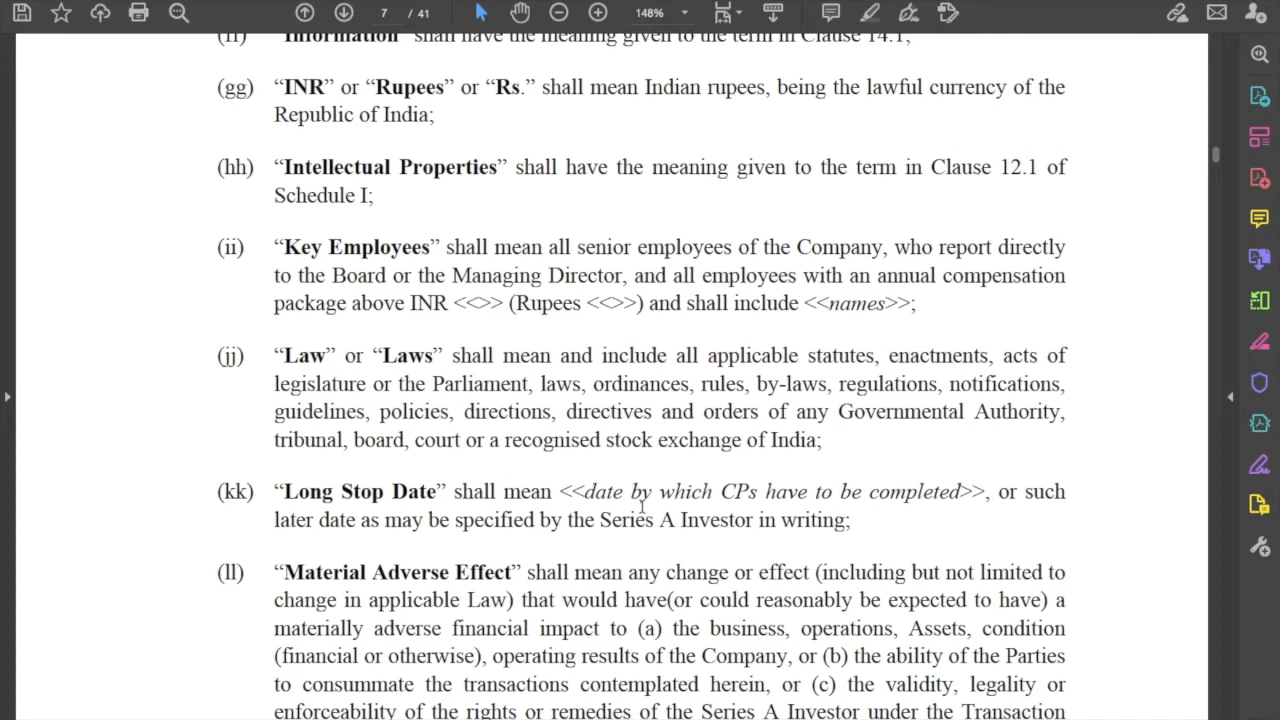 7 / 41
148%
(ff) “Information” shall have the meaning given to the term in Clause 14.1;
(gg) “INR” or “Rupees” or “Rs.” shall mean Indian rupees, being the lawful currency of the
Republic of India;
(hh) “Intellectual Properties” shall have the meaning given to the term in Clause 12.1 of
Schedule I;
(ii) “Key Employees” shall mean all senior employees of the Company, who report directly
to the Board or the Managing Director, and all employees with an annual compensation
package above INR <<>> (Rupees <<>>) and shall include <<names>>;
(jj) “Law” or “Laws” shall mean and include all applicable statutes, enactments, acts of
legislature or the Parliament, laws, ordinances, rules, by-laws, regulations, notifications,
guidelines, policies, directions, directives and orders of any Governmental Authority,
tribunal, board, court or a recognised stock exchange of India;
(kk) “Long Stop Date” shall mean <<date by which CPs have to be completed>>, or such
later date as may be specified by the Series A Investor in writing;
(ll) “Material Adverse Effect” shall mean any change or effect (including but not limited to
change in applicable Law) that would have(or could reasonably be expected to have) a
materially adverse financial impact to (a) the business, operations, Assets, condition
(financial or otherwise), operating results of the Company, or (b) the ability of the Parties
to consummate the transactions contemplated herein, or (c) the validity, legality or
enforceability of the rights or remedies of the Series A Investor under the Transaction